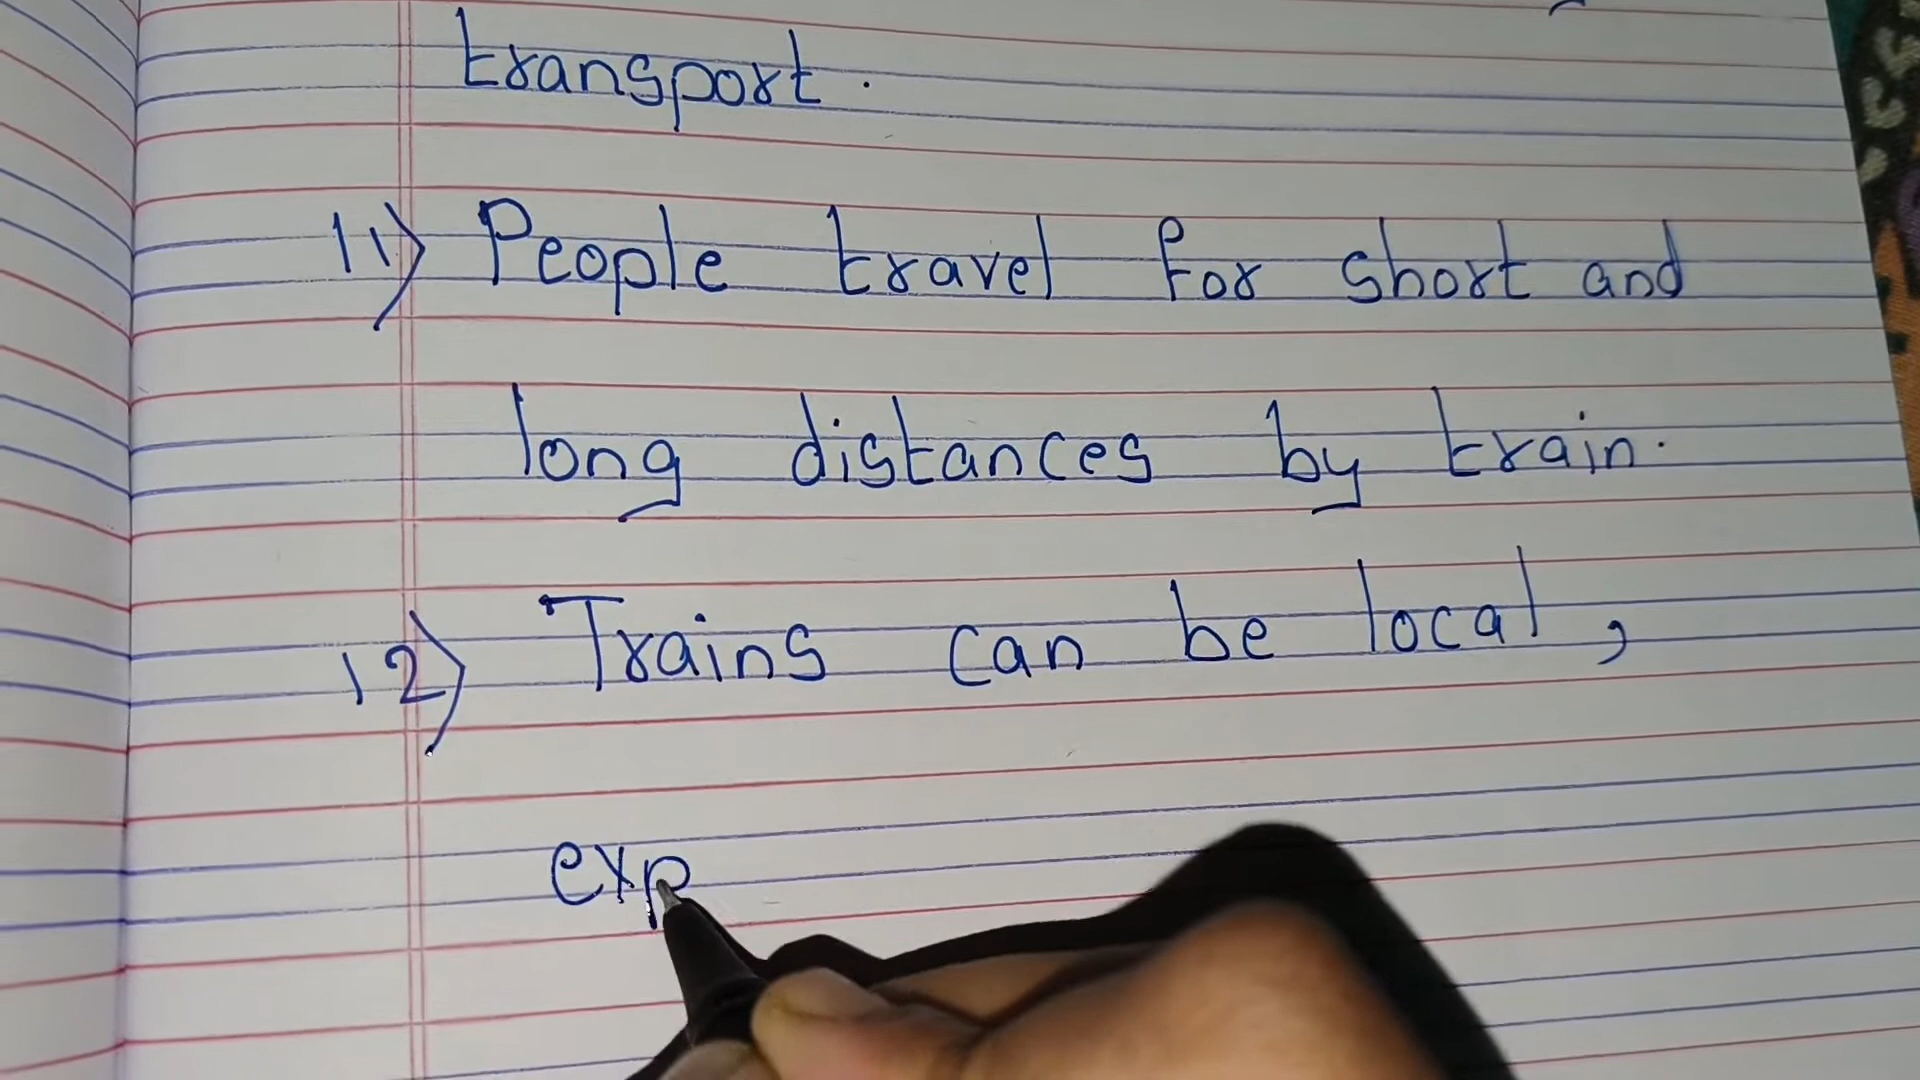 transport.
11) People travel for short and
long distances by train.
12) Trains can be local,
exp